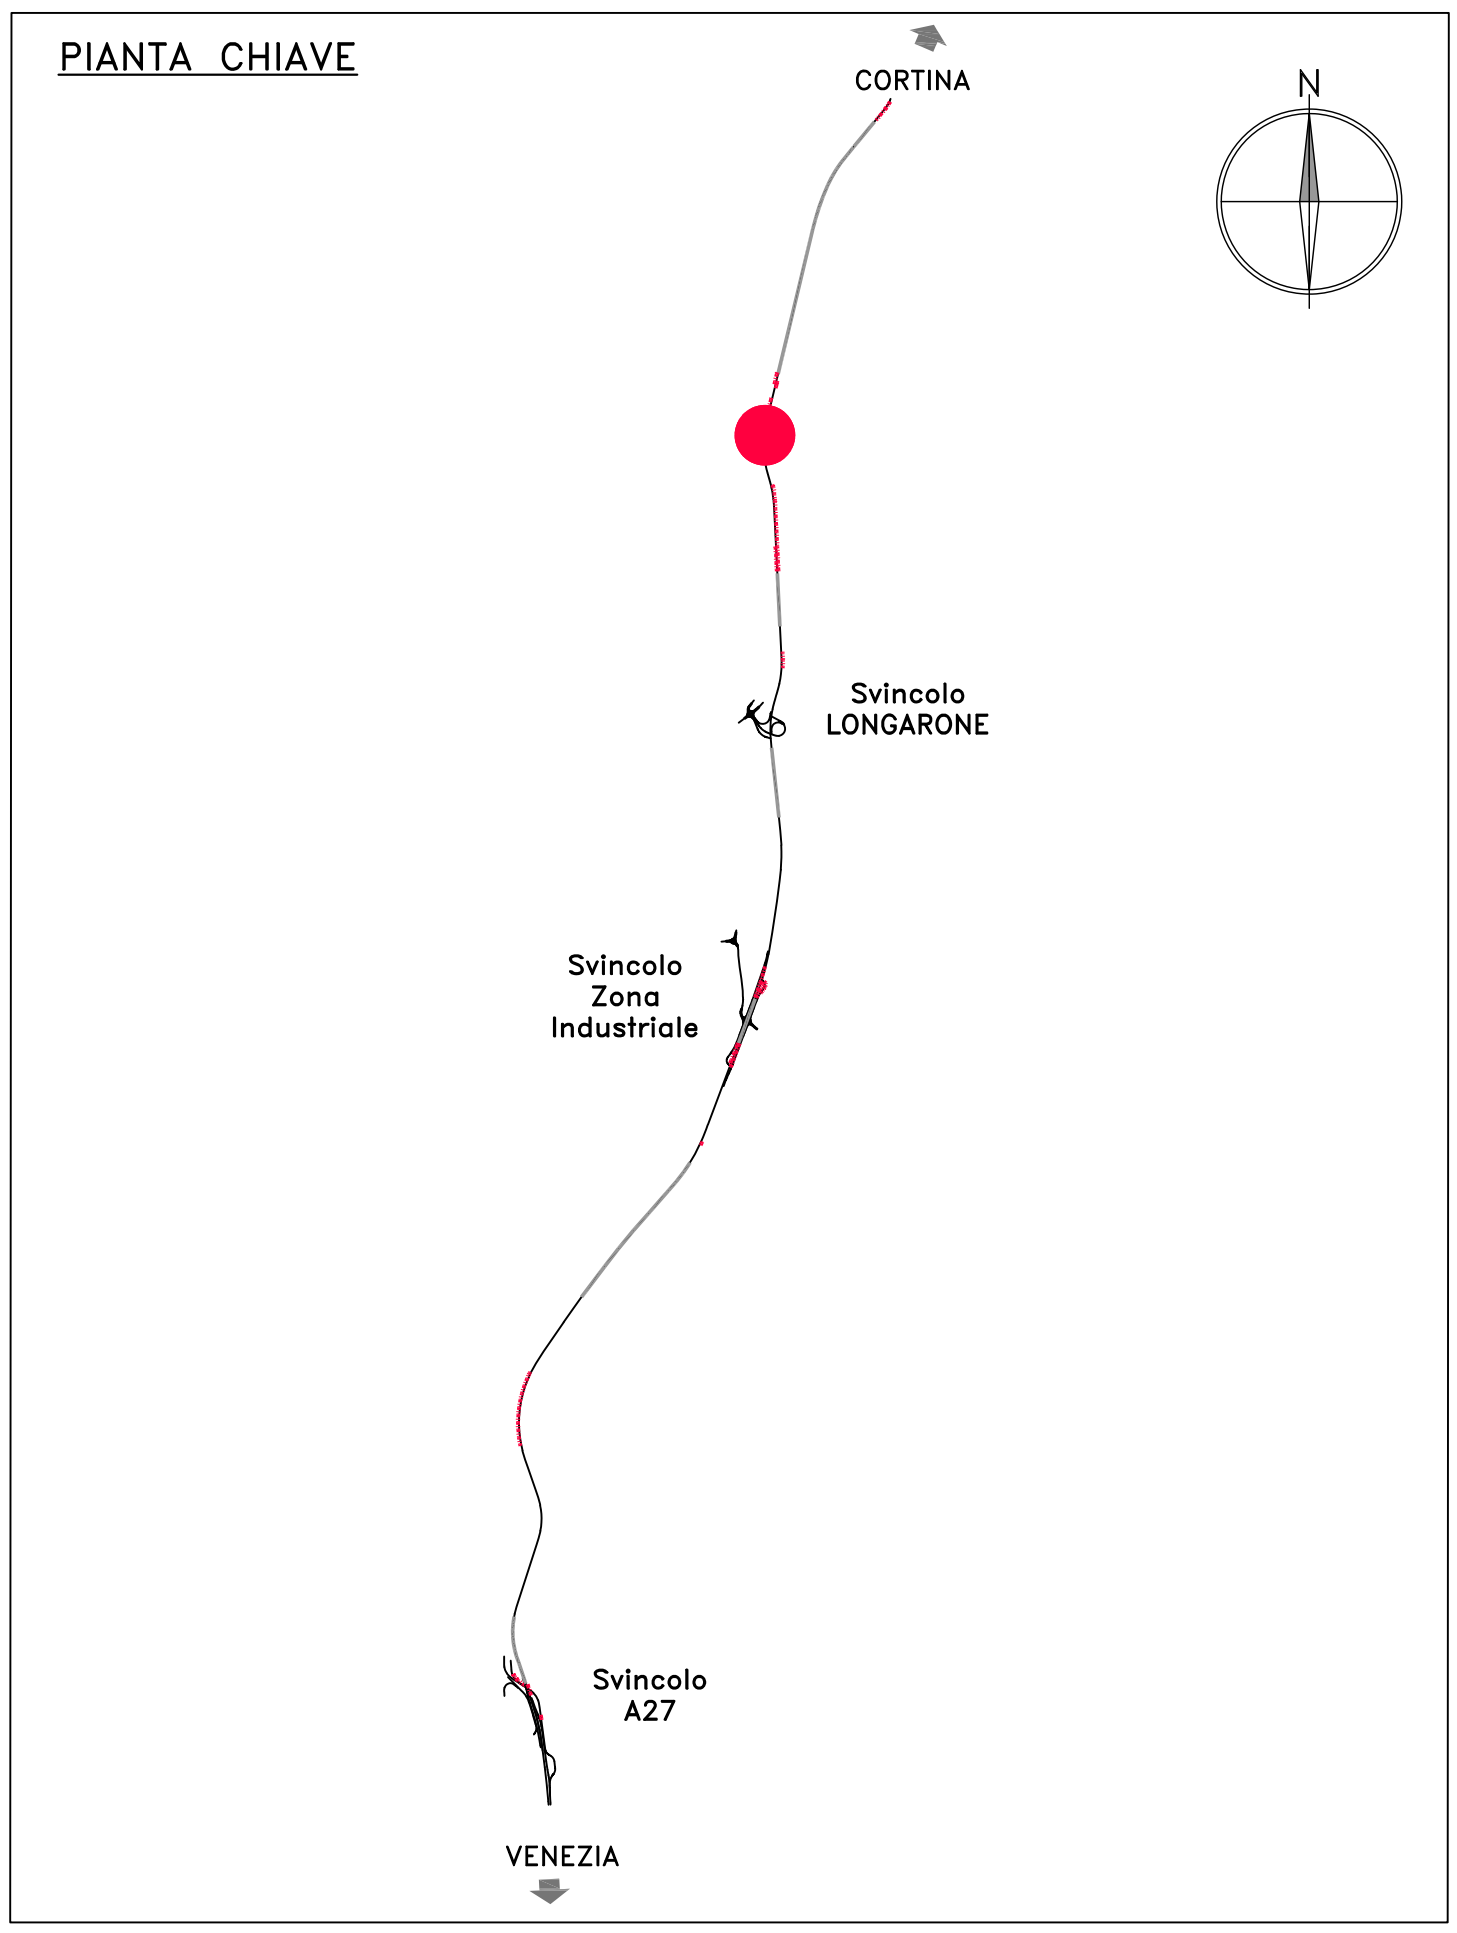 PIANTA CHIAVE
CORTINA
N
Svincolo
LONGARONE
Svincolo
Zona
Industriale
Svincolo
A27
VENEZIA